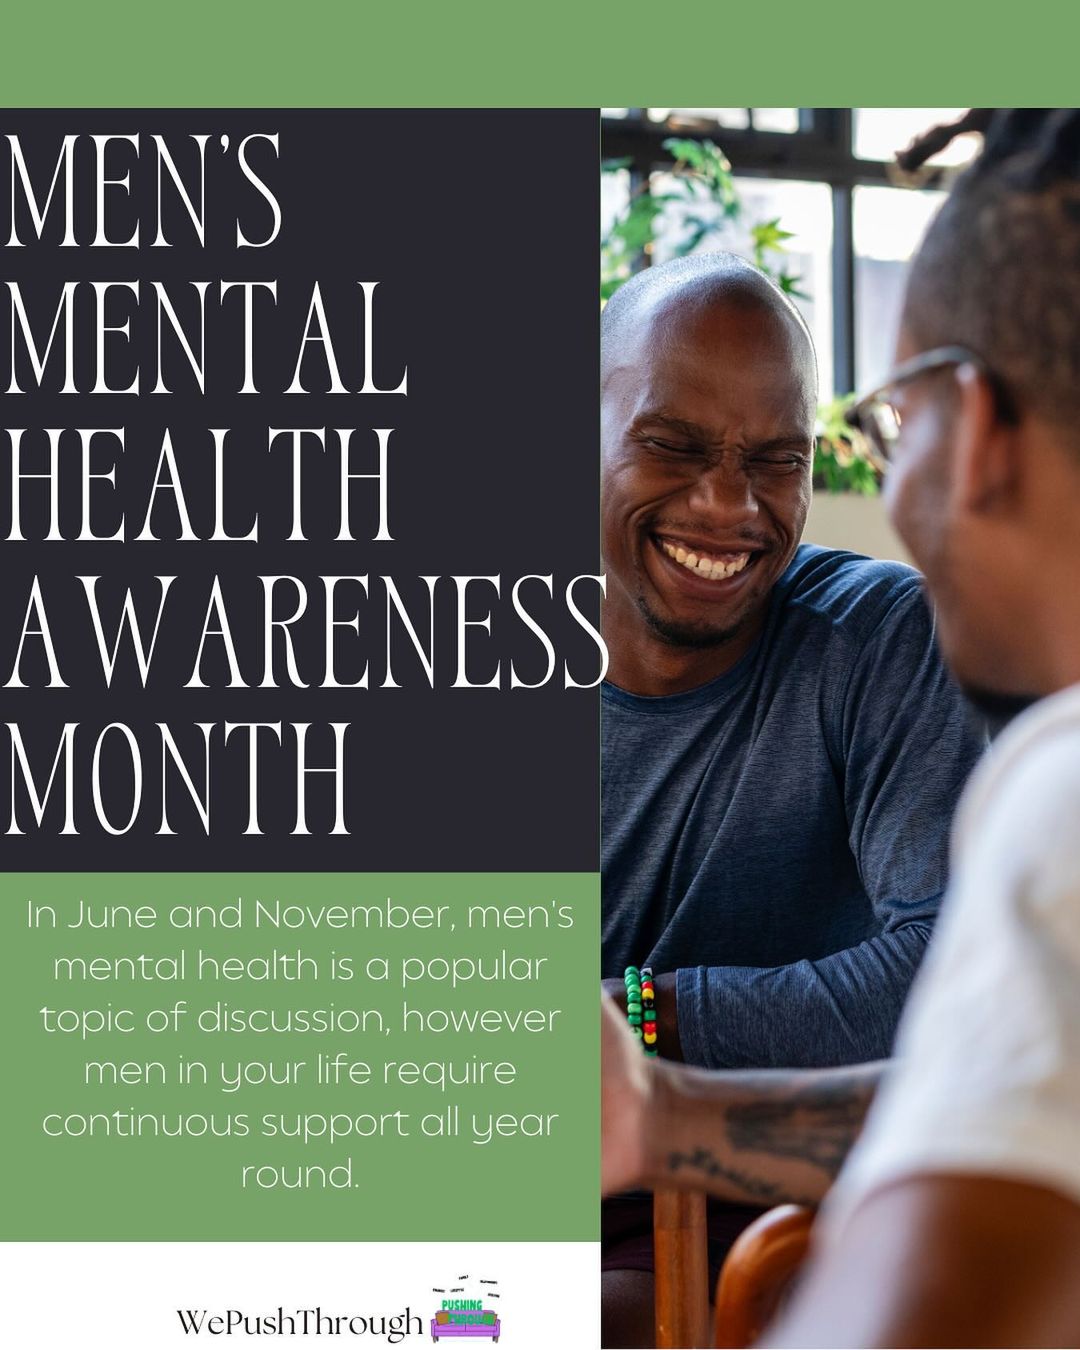 MEN'S
MENTAL
HEALTH
AWARENESS
MONTH
In June and November, men's
mental health is a popular
topic of discussion, however
men in your life require
continuous support all year
round.
WePushThrough
PUSHING
THROUGH